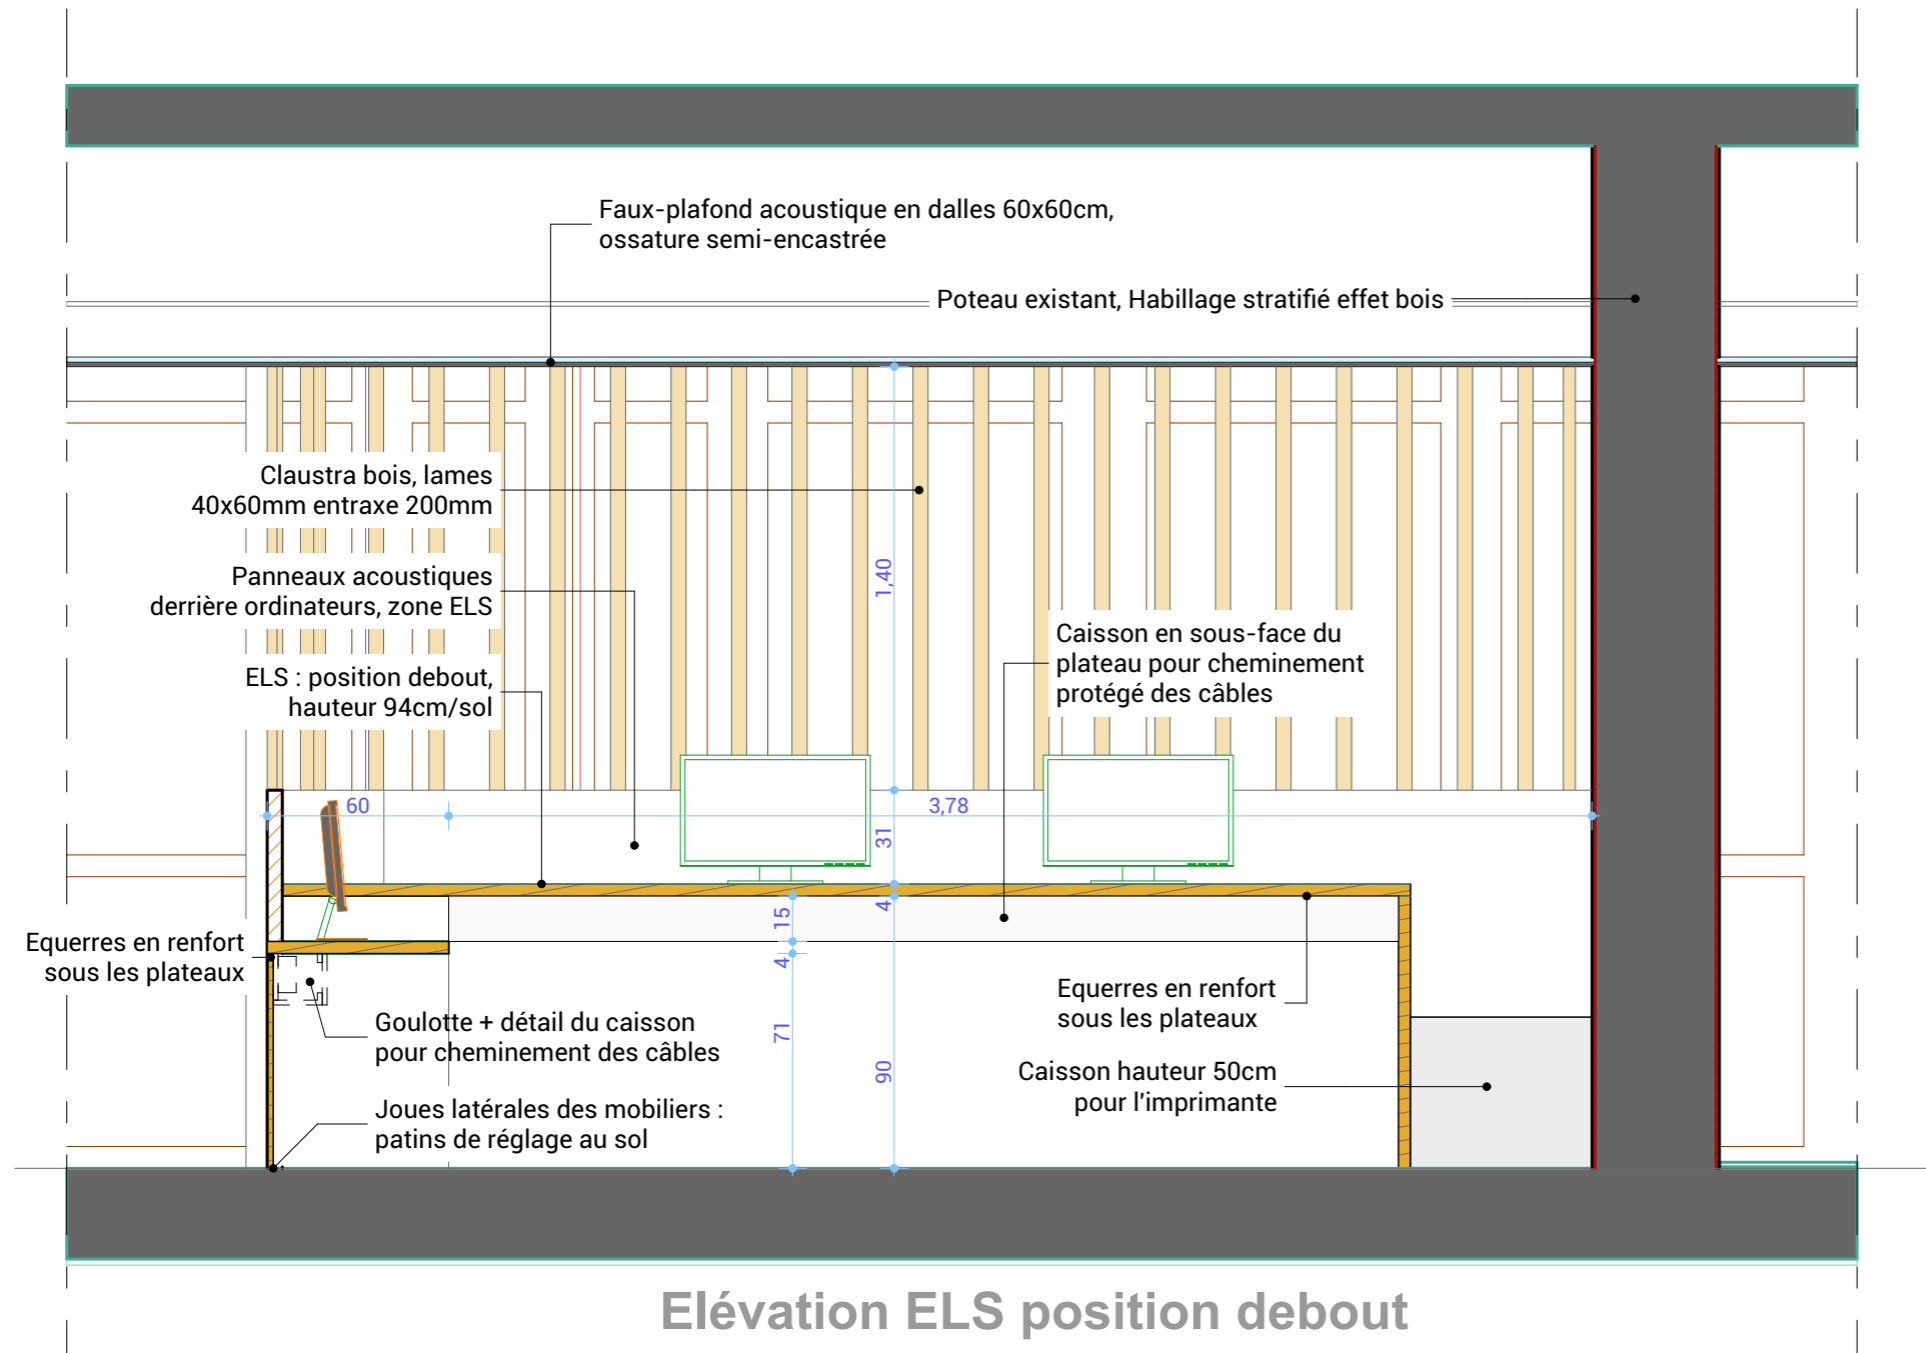 Faux-plafond acoustique en dalles 60x60cm,
ossature semi-encastrée
Poteau existant, Habillage stratifié effet bois
Claustra bois, lames
40x60mm entraxe 200mm
Panneaux acoustiques
derrière ordinateurs, zone ELS
1,40
Caisson en sous-face du
plateau pour cheminement
protégé des câbles
ELS : position debout,
hauteur 94cm/sol
60
3,78
31
15
4
Equerres en renfort
sous les plateaux
4
Goulotte + détail du caisson
pour cheminement des câbles
71
90
Equerres en renfort
sous les plateaux
Caisson hauteur 50cm
pour l'imprimante
Joues latérales des mobiliers :
patins de réglage au sol
Elévation ELS position debout